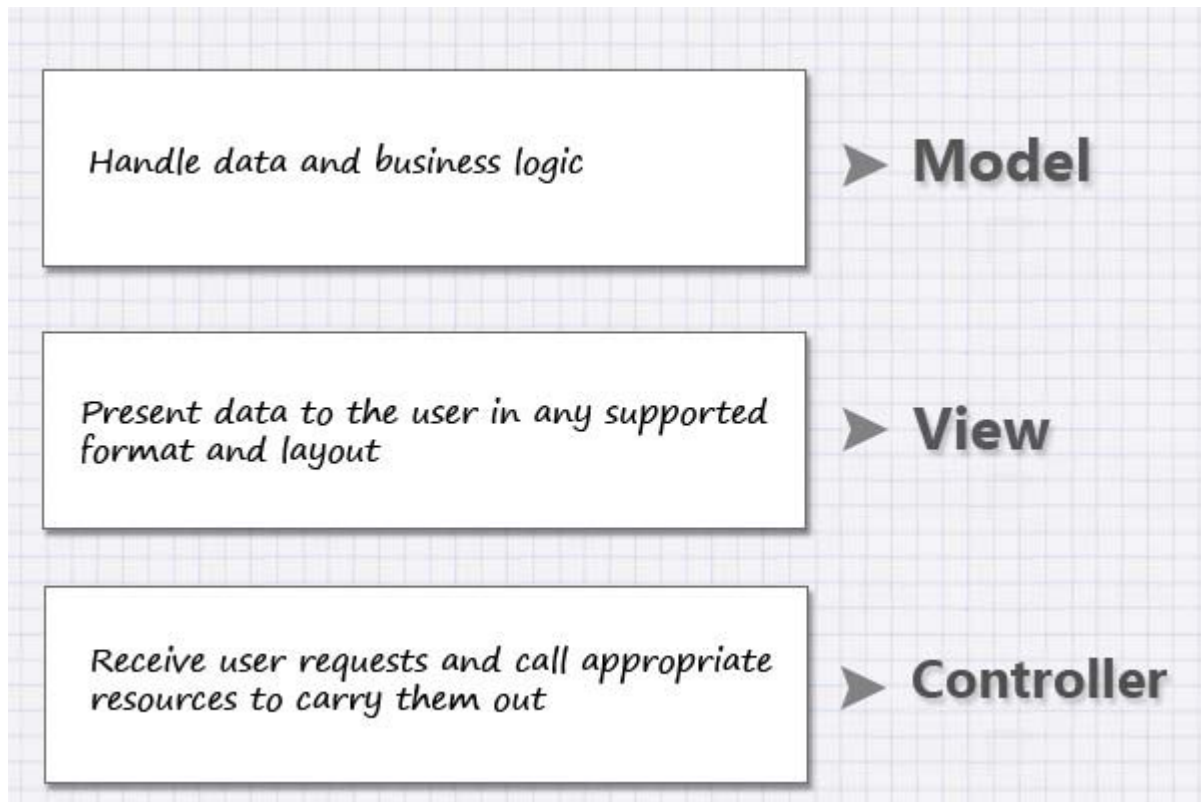 Handle data and business logic
Model
Present data to the user in any supported
format and layout
View
Receive user requests and call appropriate
resources to carry them out
Controller